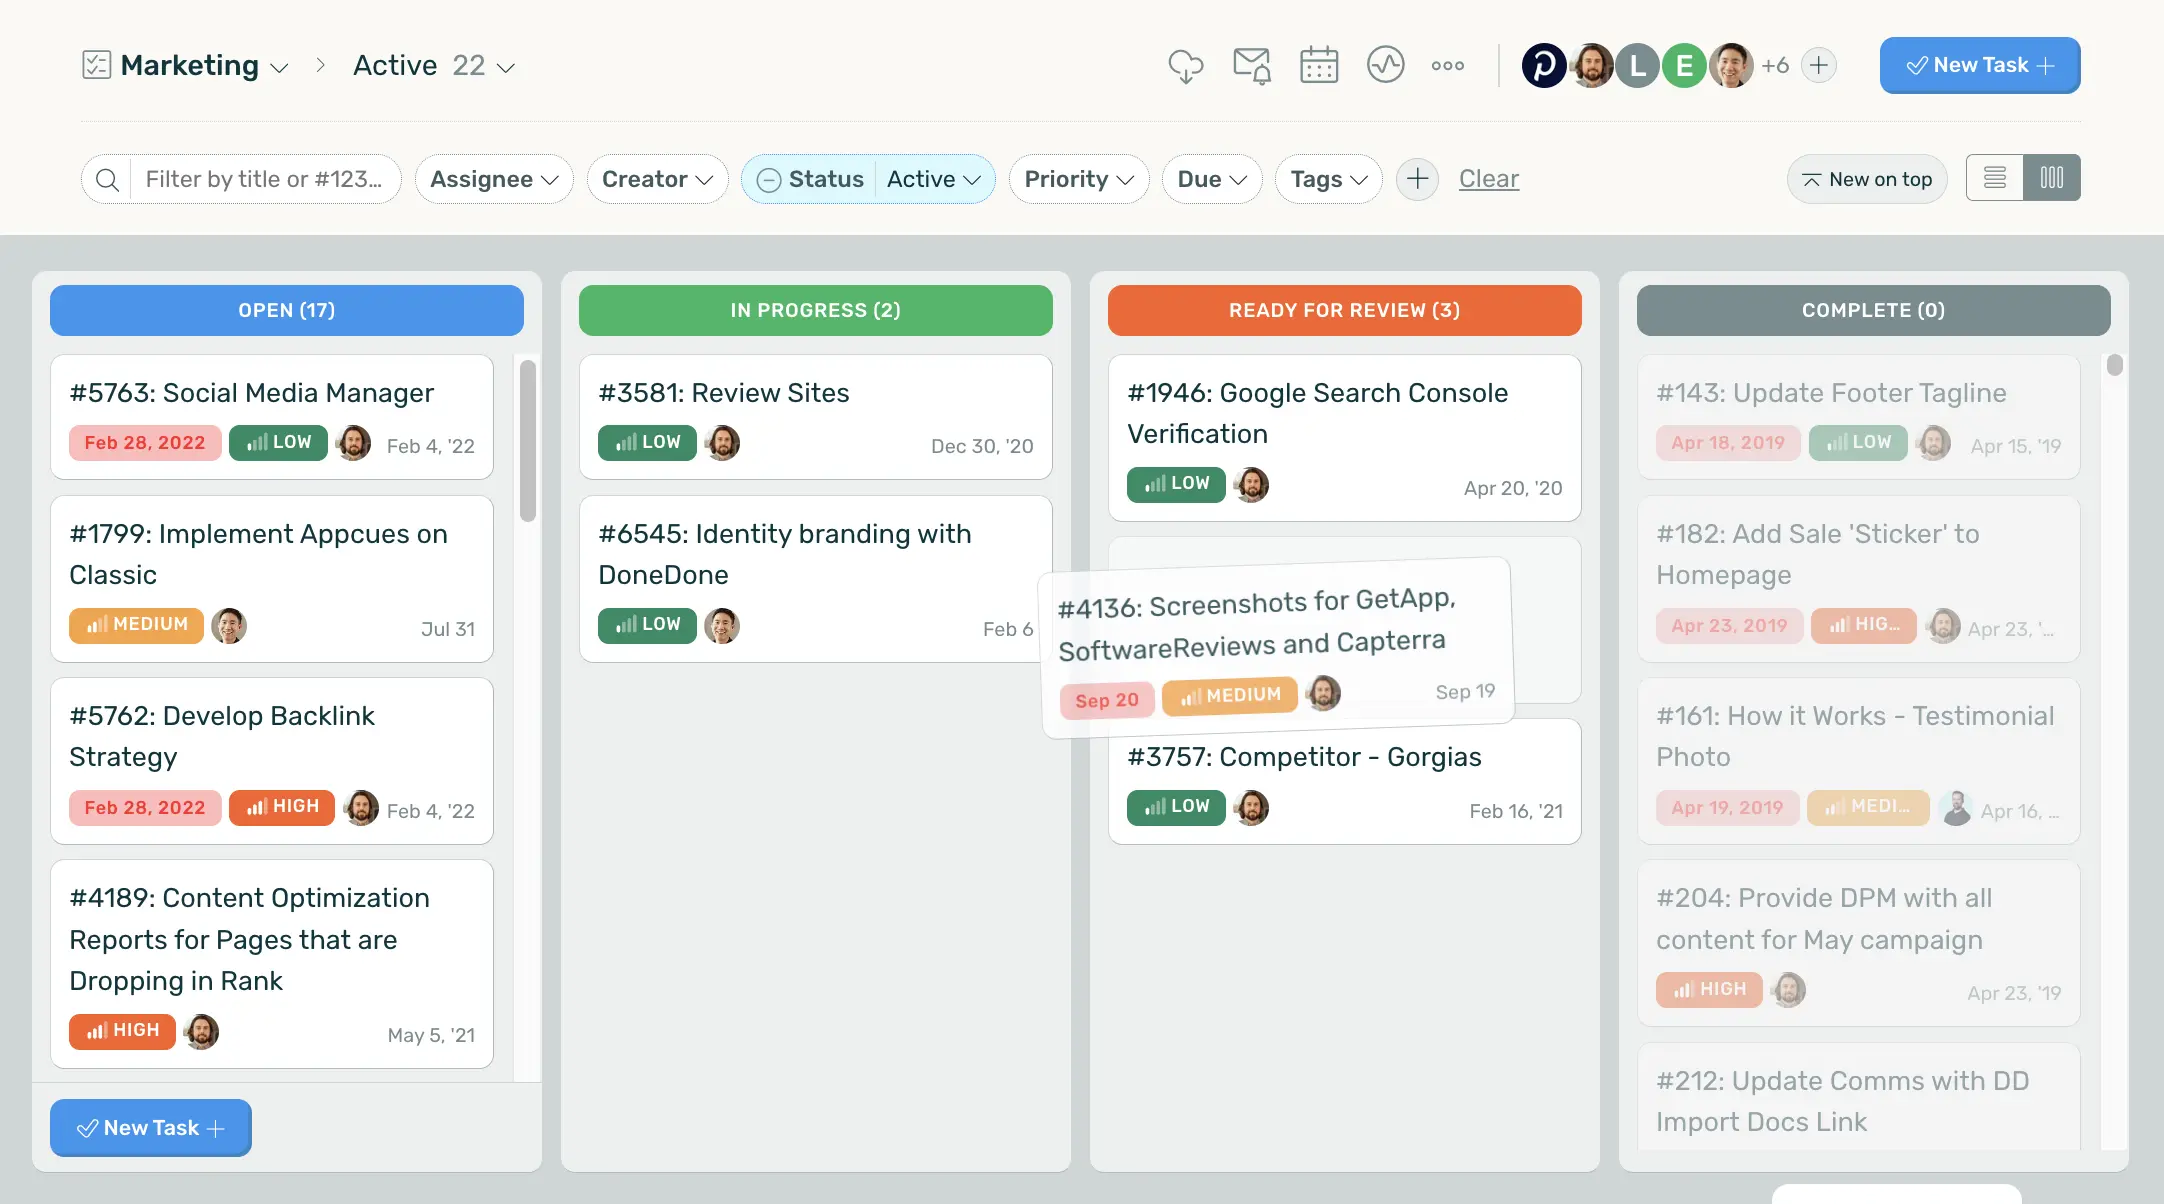 Marketing
Active 22
L
E
+6
New Task
Filter by title or #123...
Assignee
Creator
Status Active
Priority
Due
Tags
Clear
New on top
OPEN (17)
#5763: Social Media Manager
Feb 28, 2022 LOW Feb 4, '22
#1799: Implement Appcues on
Classic
MEDIUM Jul 31
#5762: Develop Backlink
Strategy
Feb 28, 2022 HIGH Feb 4, '22
#4189: Content Optimization
Reports for Pages that are
Dropping in Rank
HIGH May 5, '21
New Task
IN PROGRESS (2)
#3581: Review Sites
LOW Dec 30, '20
#6545: Identity branding with
DoneDone
LOW Feb 6
READY FOR REVIEW (3)
#1946: Google Search Console
Verification
LOW Apr 20, '20
#4136: Screenshots for GetApp,
SoftwareReviews and Capterra
Sep 20 MEDIUM Sep 19
#3757: Competitor - Gorgias
LOW Feb 16, '21
COMPLETE (0)
#143: Update Footer Tagline
Apr 18, 2019 LOW Apr 15, '19
#182: Add Sale 'Sticker' to
Homepage
Apr 23, 2019 HIG... Apr 23, '...
#161: How it Works - Testimonial
Photo
Apr 19, 2019 MEDI... Apr 16, ...
#204: Provide DPM with all
content for May campaign
HIGH Apr 23, '19
#212: Update Comms with DD
Import Docs Link